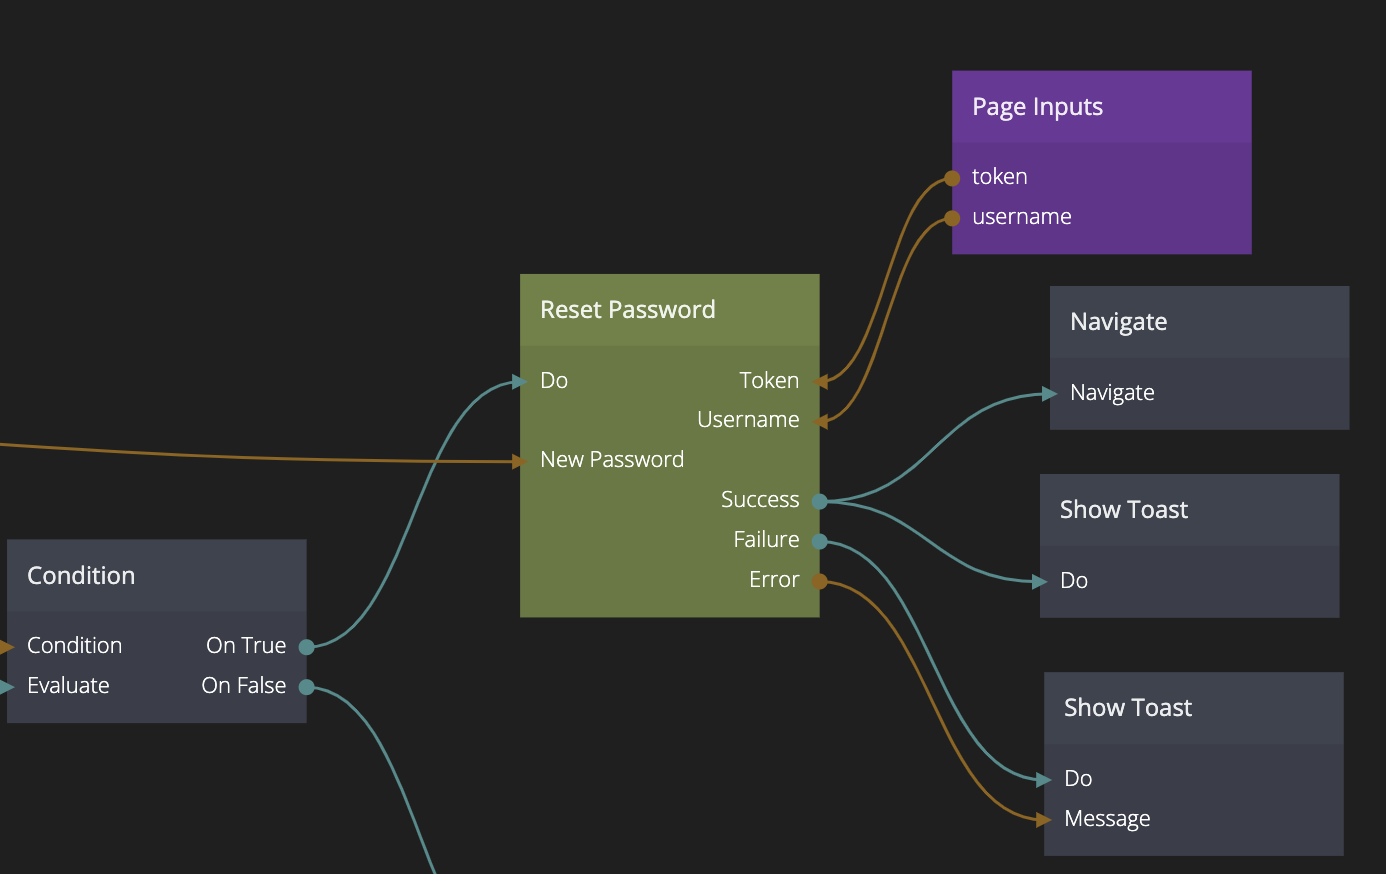 Page Inputs
token
username
Reset Password
Do
Token
Username
New Password
Success
Failure
Error
Navigate
Navigate
Show Toast
Do
Condition
Condition
On True
Evaluate
On False
Show Toast
Do
Message